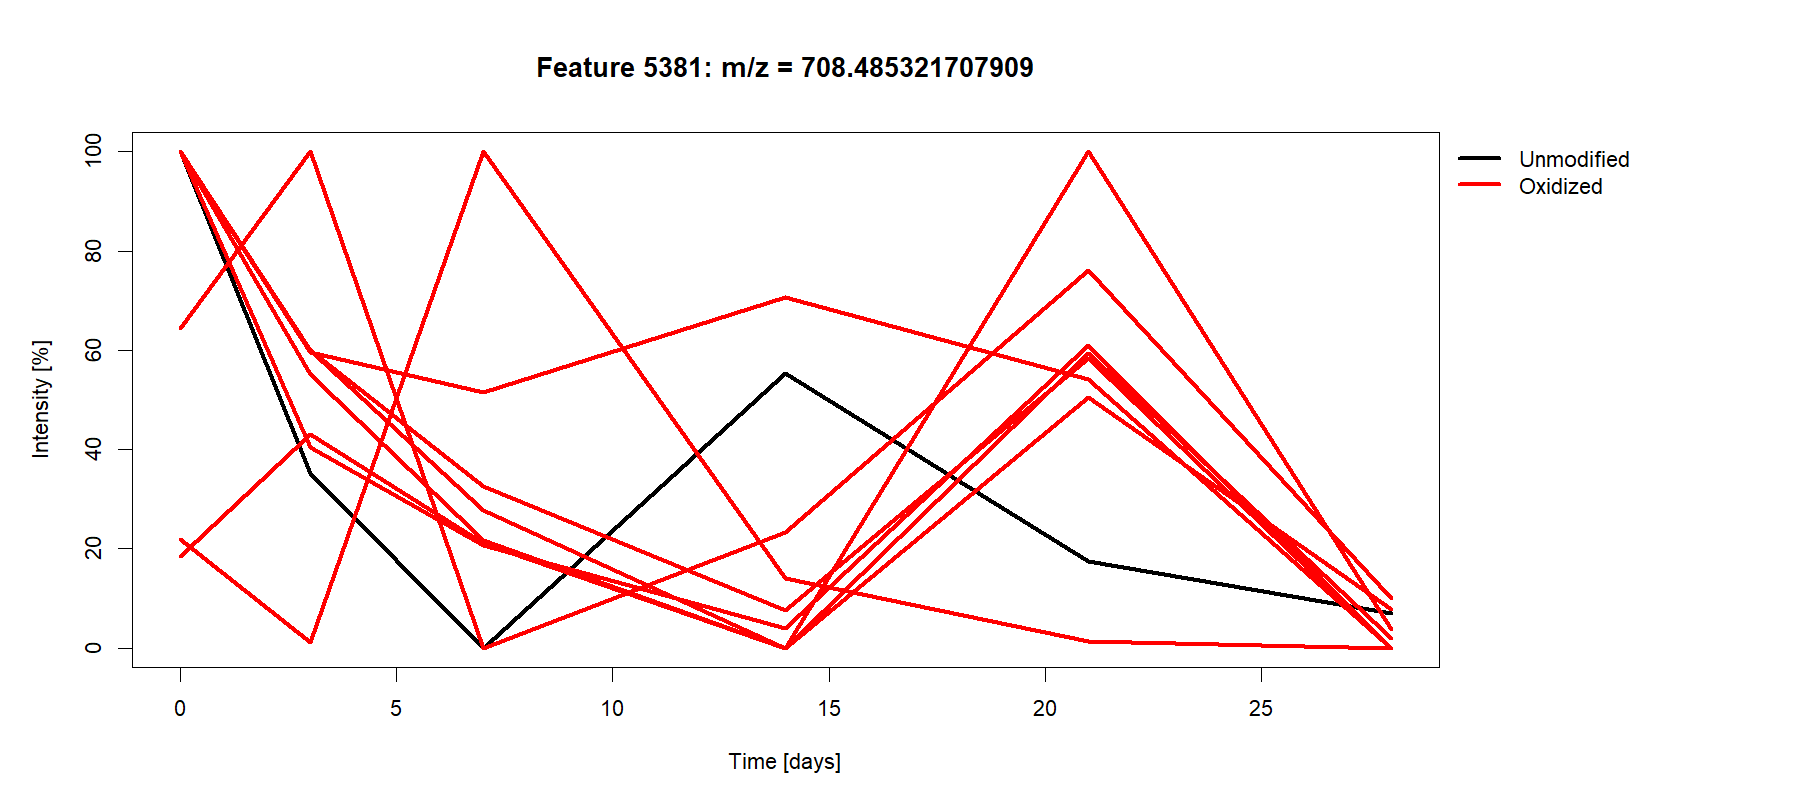 Feature 5381: m/z = 708.485321707909
Unmodified
Oxidized
Intensity [%]
100
80
60
40
20
0
0 5 10 15 20 25
Time [days]